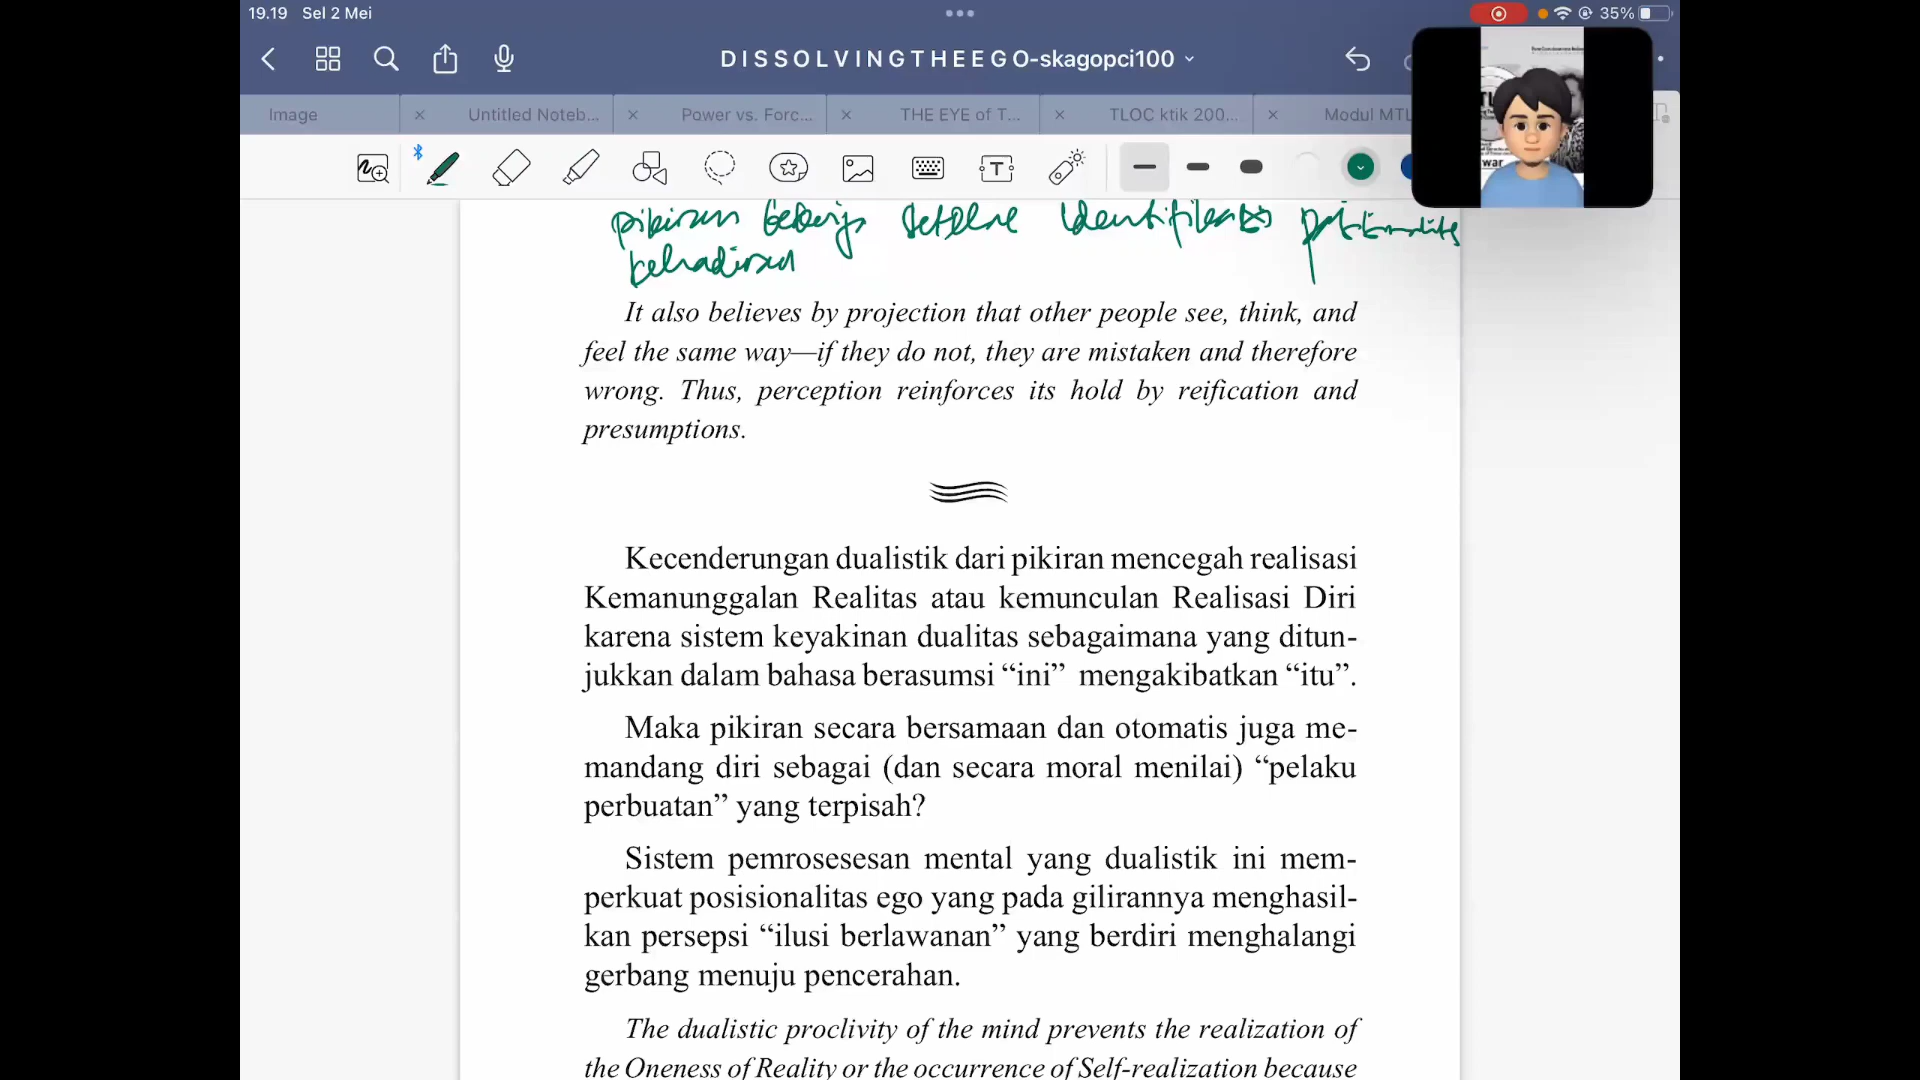 19.19 Sel 2 Mei
35%
DISSOLVINGTHEEGO-skagopci100
Image
Untitled Noteb...
Power vs. Forc...
THE EYE of T...
TLOC ktik 200...
Modul MTL
war
pikiran bekerja setelah identifikasi
kehadiran
It also believes by projection that other people see, think, and
feel the same way—if they do not, they are mistaken and therefore
wrong. Thus, perception reinforces its hold by reification and
presumptions.
Kecenderungan dualistik dari pikiran mencegah realisasi
Kemanunggalan Realitas atau kemunculan Realisasi Diri
karena sistem keyakinan dualitas sebagaimana yang ditun-
jukkan dalam bahasa berasumsi “ini” mengakibatkan “itu”.
Maka pikiran secara bersamaan dan otomatis juga me-
mandang diri sebagai (dan secara moral menilai) “pelaku
perbuatan” yang terpisah?
Sistem pemrosesesan mental yang dualistik ini mem-
perkuat posisionalitas ego yang pada gilirannya menghasil-
kan persepsi “ilusi berlawanan” yang berdiri menghalangi
gerbang menuju pencerahan.
The dualistic proclivity of the mind prevents the realization of
the Oneness of Reality or the occurrence of Self-realization because